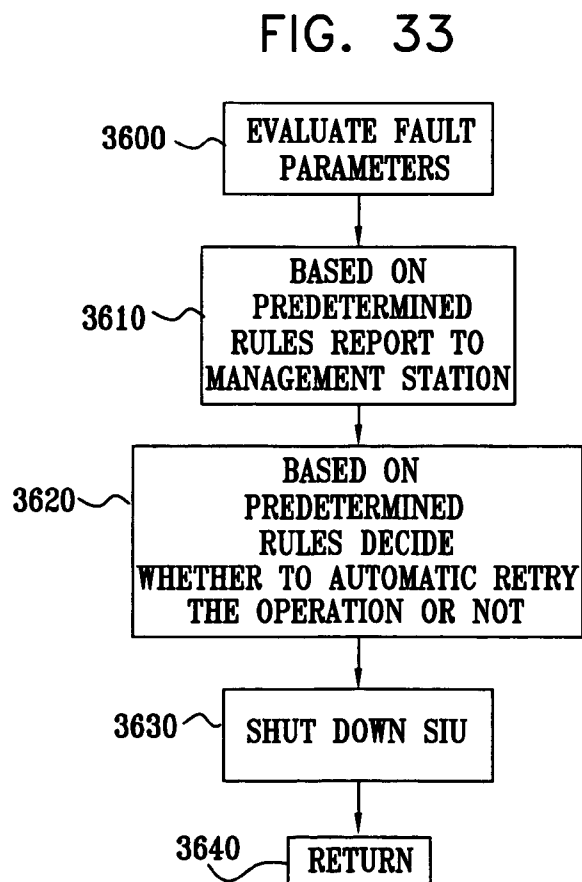 FIG. 33
3600
EVALUATE FAULT
PARAMETERS
3610
BASED ON
PREDETERMINED
RULES REPORT TO
MANAGEMENT STATION
3620
BASED ON
PREDETERMINED
RULES DECIDE
WHETHER TO AUTOMATIC RETRY
THE OPERATION OR NOT
3630
SHUT DOWN SIU
3640
RETURN